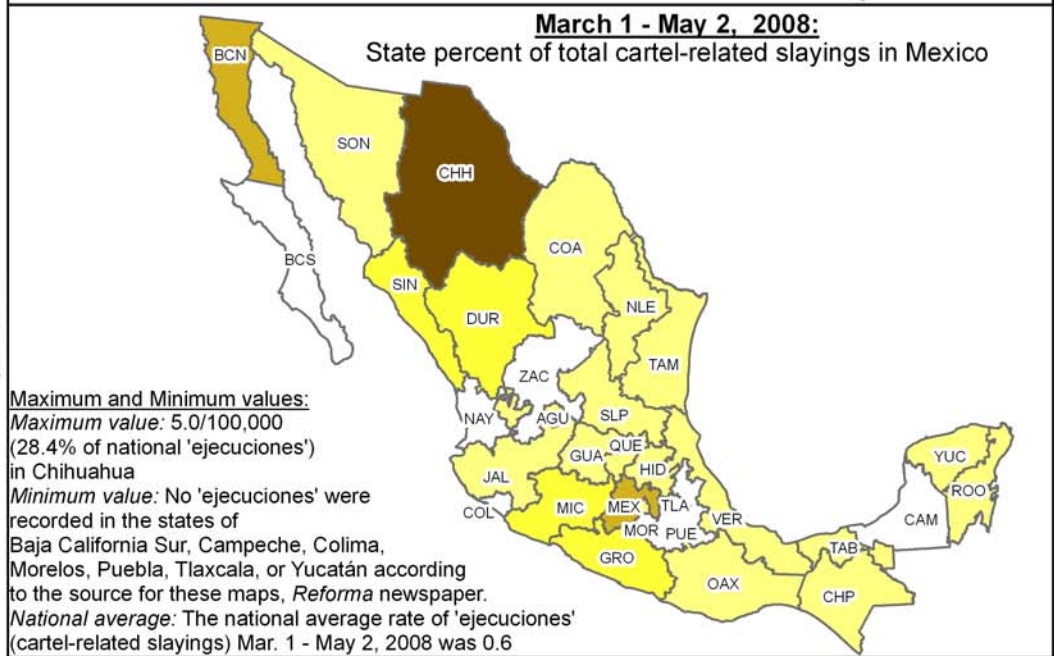 March 1 - May 2, 2008:
State percent of total cartel-related slayings in Mexico
BCN
SON
CHH
COA
BCS
SIN
NLE
DUR
TAM
ZAC
NAY
AGU
SLP
QUE
GUA
HID
JAL
YUC
ROO
COL
MIC
MEX
TLA
CAM
MOR
PUE
VER
GRO
TAB
OAX
CHP
Maximum and Minimum values:
Maximum value: 5.0/100,000
(28.4% of national 'ejecuciones')
in Chihuahua
Minimum value: No 'ejecuciones' were
recorded in the states of
Baja California Sur, Campeche, Colima,
Morelos, Puebla, Tlaxcala, or Yucatán according
to the source for these maps, Reforma newspaper.
National average: The national average rate of 'ejecuciones'
(cartel-related slayings) Mar. 1 - May 2, 2008 was 0.6